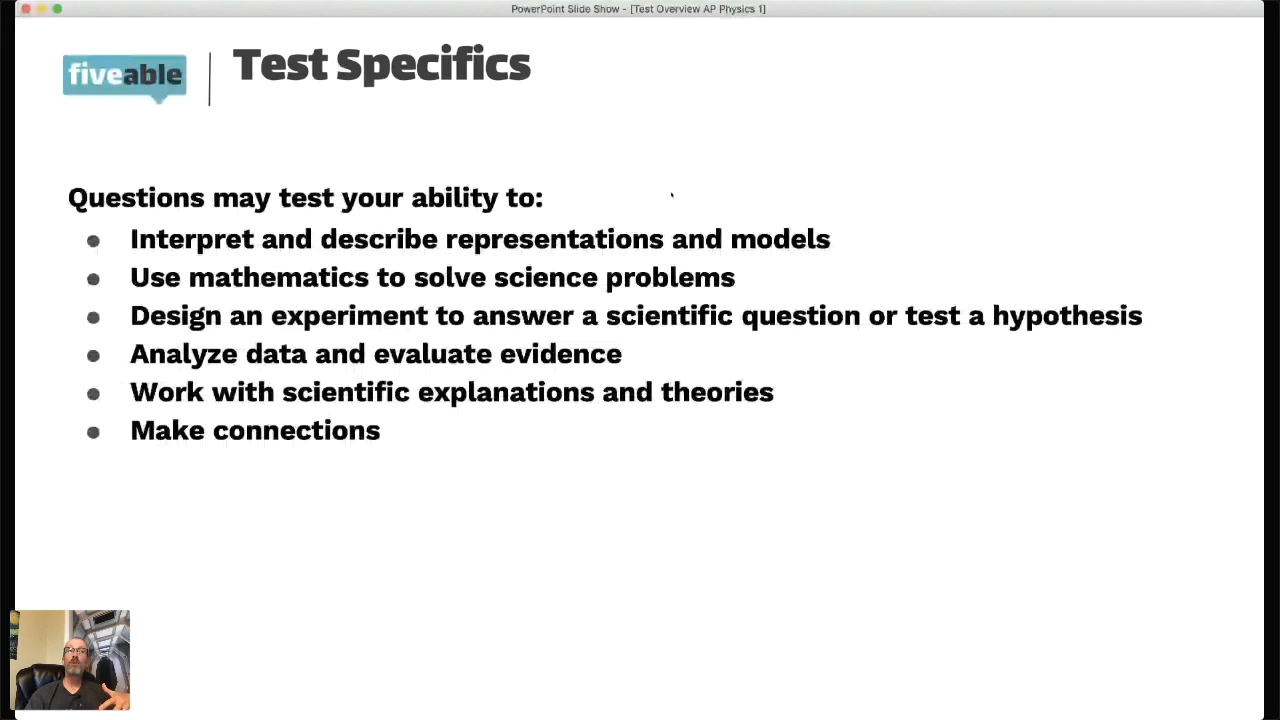 PowerPoint Slide Show - [Test Overview AP Physics 1]
fiveable
Test Specifics
Questions may test your ability to:
● Interpret and describe representations and models
● Use mathematics to solve science problems
● Design an experiment to answer a scientific question or test a hypothesis
● Analyze data and evaluate evidence
● Work with scientific explanations and theories
● Make connections